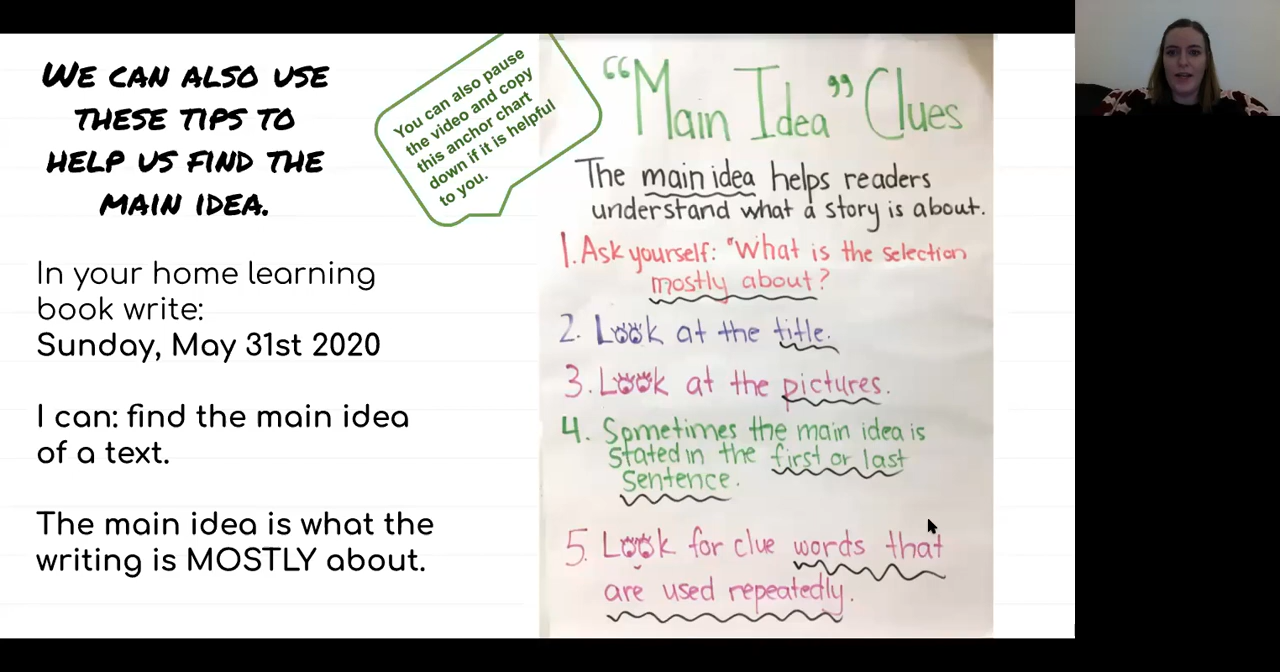 WE CAN ALSO USE
THESE TIPS TO
HELP US FIND THE
MAIN IDEA.
In your home learning
book write:
Sunday, May 31st 2020
I can: find the main idea
of a text.
The main idea is what the
writing is MOSTLY about.
You can also pause
the video and copy
this anchor chart
down if it is helpful
to you.
“Main Idea” Clues
The main idea helps readers
understand what a story is about.
1. Ask yourself: "What is the selection
mostly about?
2. Look at the title.
3. Look at the pictures.
4. Sometimes the main idea is
stated in the first or last
sentence.
5. Look for clue words that
are used repeatedly.